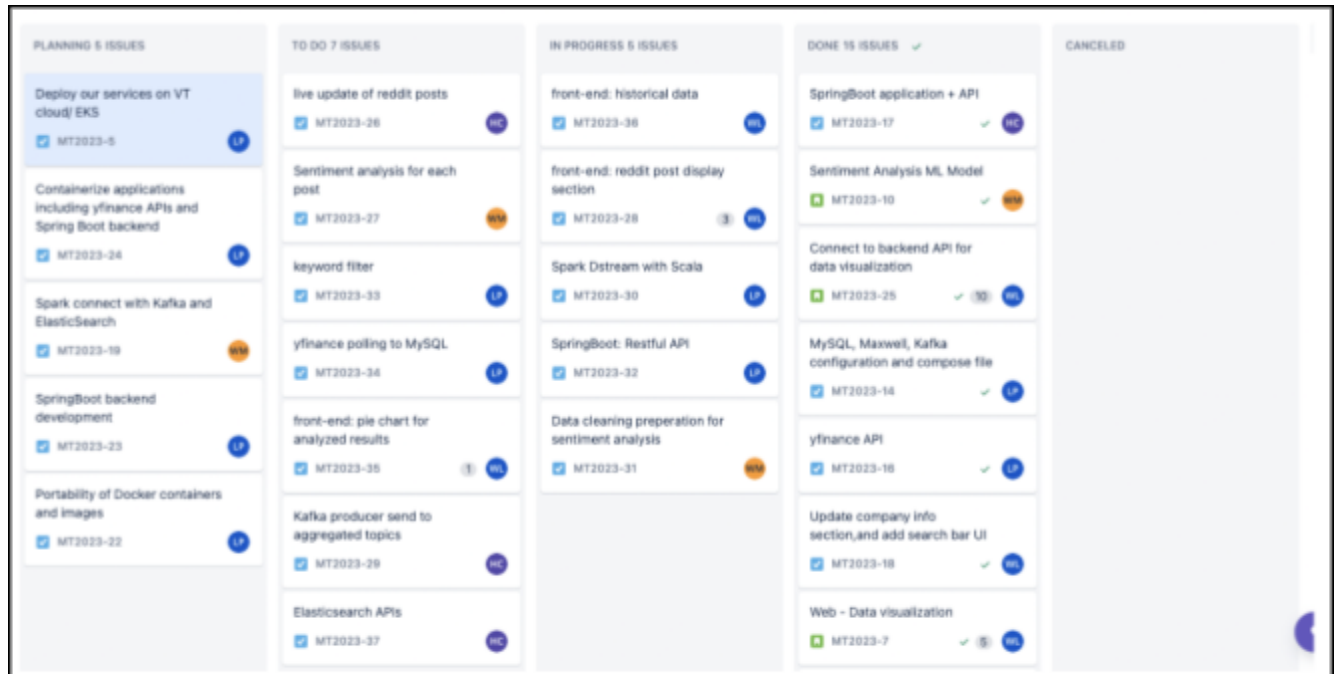 PLANNING 5 ISSUES
Deploy our services on VT
cloud/ EKS
MT2023-5
LP
Containerize applications
including yfinance APIs and
Spring Boot backend
MT2023-24
LP
Spark connect with Kafka and
ElasticSearch
MT2023-19
WM
SpringBoot backend
development
MT2023-23
LP
Portability of Docker containers
and images
MT2023-22
LP
TO DO 7 ISSUES
live update of reddit posts
MT2023-26
HC
Sentiment analysis for each
post
MT2023-27
WM
keyword filter
MT2023-33
LP
yfinance polling to MySQL
MT2023-34
LP
front-end: pie chart for
analyzed results
MT2023-35
1
WL
Kafka producer send to
aggregated topics
MT2023-29
HC
Elasticsearch APIs
MT2023-37
HC
IN PROGRESS 5 ISSUES
front-end: historical data
MT2023-36
WL
front-end: reddit post display
section
MT2023-28
3
WL
Spark Dstream with Scala
MT2023-30
LP
SpringBoot: Restful API
MT2023-32
LP
Data cleaning preperation for
sentiment analysis
MT2023-31
WM
DONE 15 ISSUES
SpringBoot application + API
MT2023-17
HC
Sentiment Analysis ML Model
MT2023-10
WM
Connect to backend API for
data visualization
MT2023-25
10
WL
MySQL, Maxwell, Kafka
configuration and compose file
MT2023-14
LP
yfinance API
MT2023-16
LP
Update company info
section,and add search bar UI
MT2023-18
WL
Web - Data visualization
MT2023-7
5
WL
CANCELED